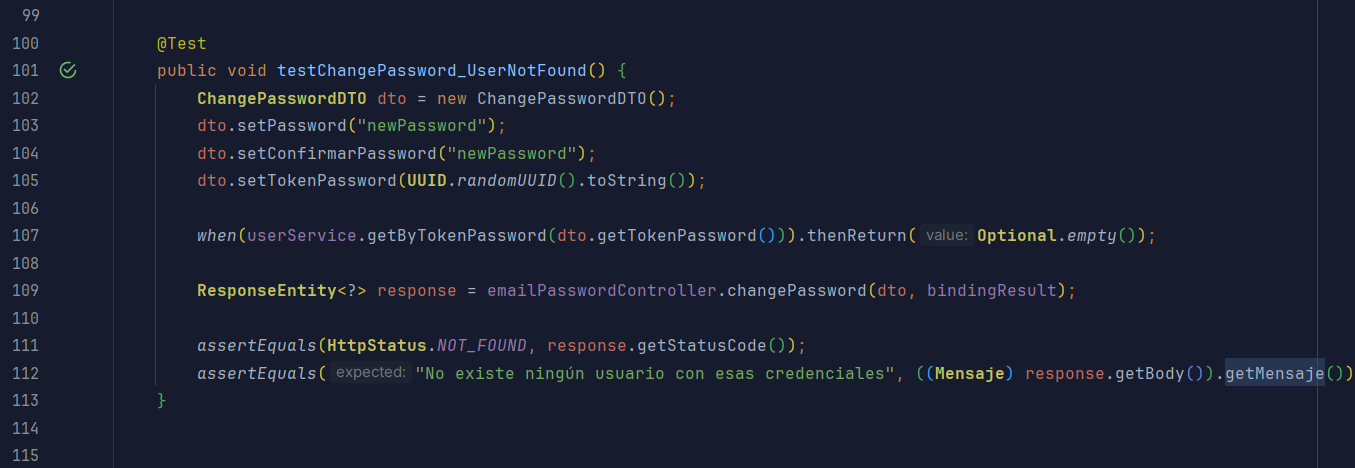 99
100 @Test
101 public void testChangePassword_UserNotFound() {
102 ChangePasswordDTO dto = new ChangePasswordDTO();
103 dto.setPassword("newPassword");
104 dto.setConfirmarPassword("newPassword");
105 dto.setTokenPassword(UUID.randomUUID().toString());
106
107 when(userService.getByTokenPassword(dto.getTokenPassword())).thenReturn( value: Optional.empty());
108
109 ResponseEntity<?> response = emailPasswordController.changePassword(dto, bindingResult);
110
111 assertEquals(HttpStatus.NOT_FOUND, response.getStatusCode());
112 assertEquals( expected: "No existe ningún usuario con esas credenciales", ((Mensaje) response.getBody()).getMensaje())
113 }
114
115